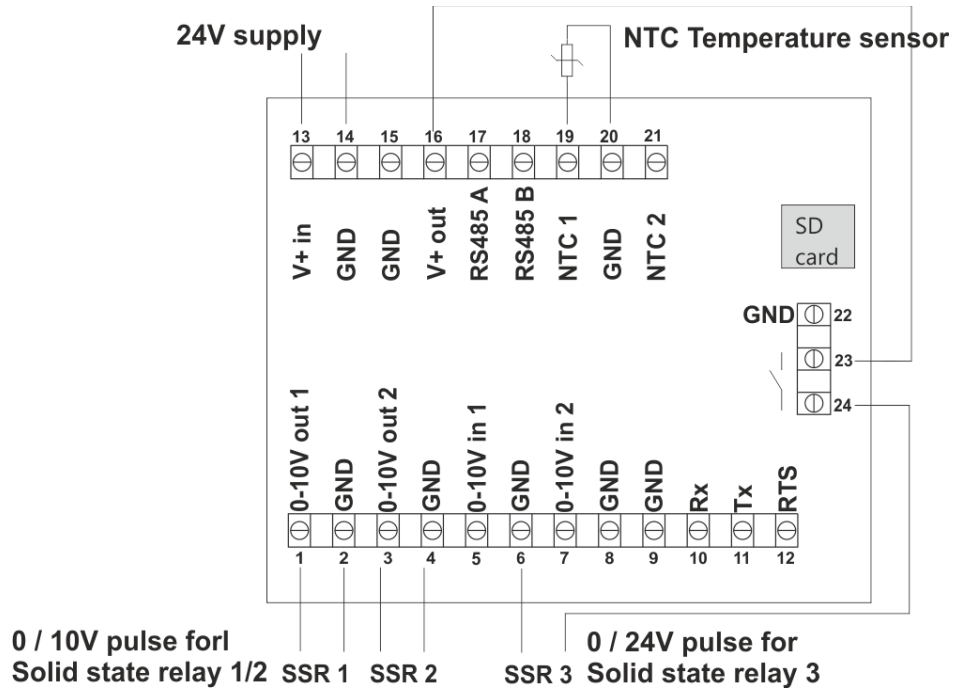 24V supply
NTC Temperature sensor
13 14 15 16 17 18 19 20 21
V+ in
GND
GND
V+ out
RS485 A
RS485 B
NTC 1
GND
NTC 2
SD
card
GND 22
23
24
0-10V out 1
GND
0-10V out 2
GND
0-10V in 1
GND
0-10V in 2
GND
GND
Rx
Tx
RTS
1 2 3 4 5 6 7 8 9 10 11 12
0 / 10V pulse forl
Solid state relay 1/2
SSR 1
SSR 2
SSR 3
0 / 24V pulse for
Solid state relay 3